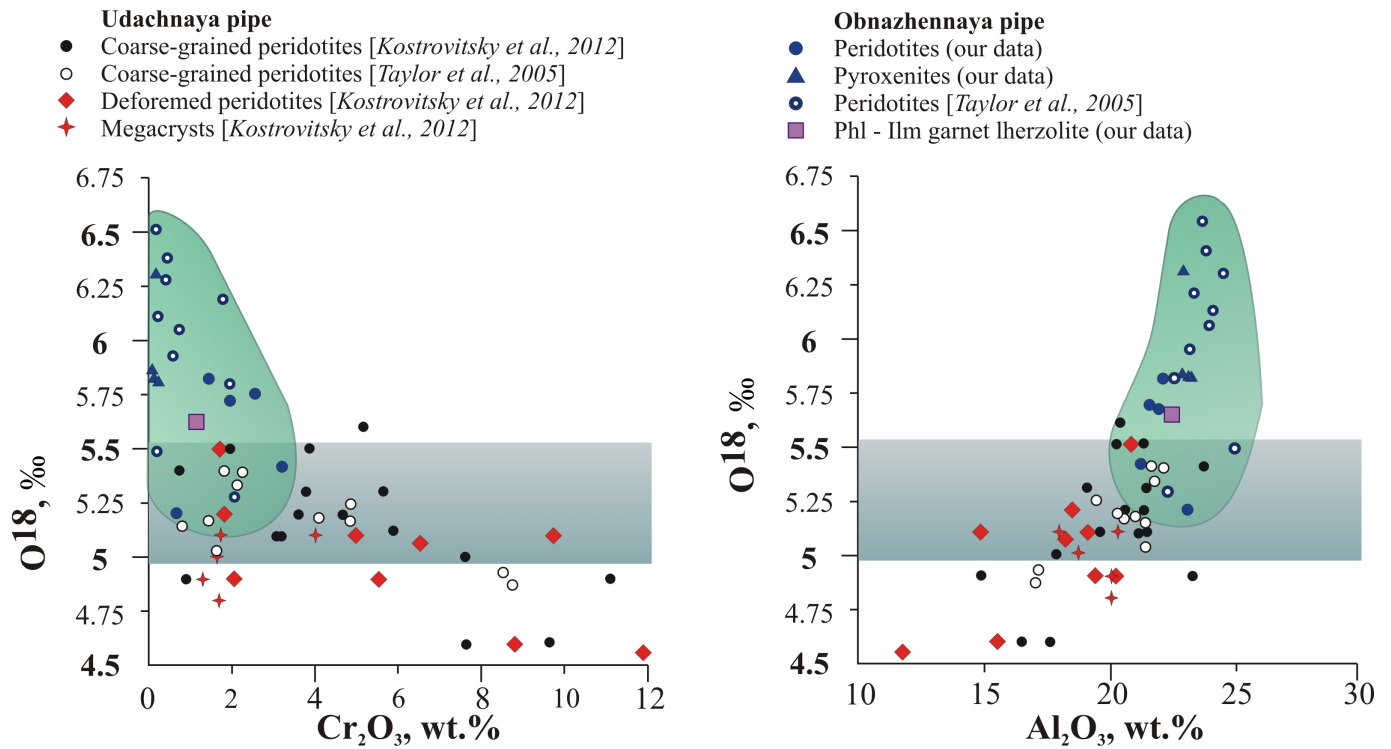 Udachnaya pipe
Coarse-grained peridotites [Kostrovitsky et al., 2012]
Coarse-grained peridotites [Taylor et al., 2005]
Deforemed peridotites [Kostrovitsky et al., 2012]
Megacrysts [Kostrovitsky et al., 2012]
Obnazhennaya pipe
Peridotites (our data)
Pyroxenites (our data)
Peridotites [Taylor et al., 2005]
Phl - Ilm garnet lherzolite (our data)
6.75
6.5
6.25
6
5.75
5.5
5.25
5
4.75
4.5
O18, ‰
0 2 4 6 8 10 12
Cr2O3, wt.%
6.75
6.5
6.25
6
5.75
5.5
5.25
5
4.75
4.5
O18, ‰
10 15 20 25 30
Al2O3, wt.%